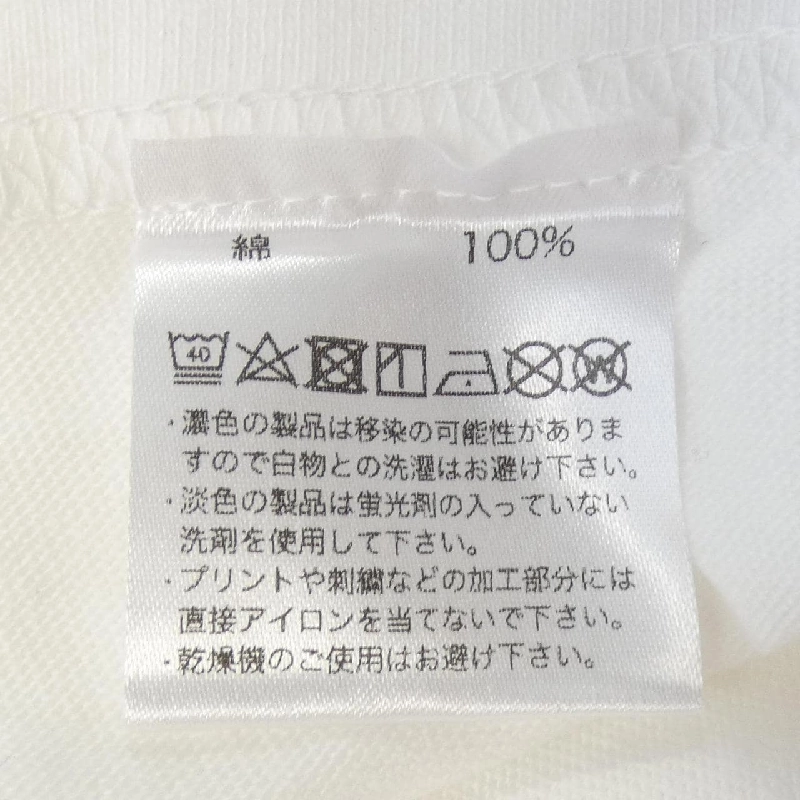 綿 100%
40
W
・濃色の製品は移染の可能性がありま
すので白物との洗濯はお避け下さい。
・淡色の製品は蛍光剤の入っていない
洗剤を使用して下さい。
・プリントや刺繍などの加工部分には
直接アイロンを当てないで下さい。
・乾燥機のご使用はお避け下さい。